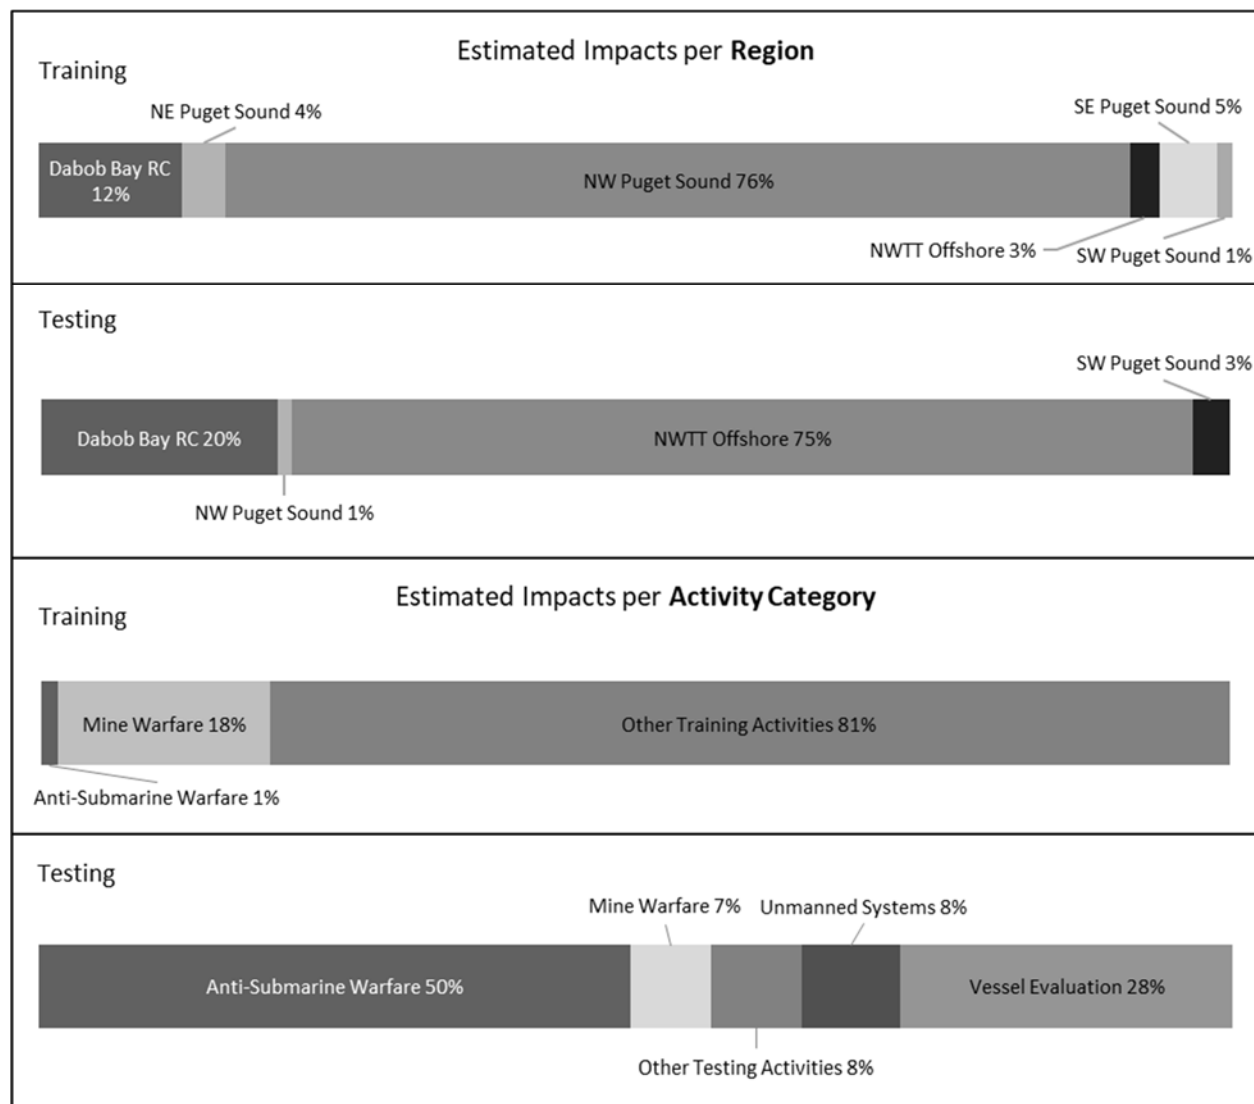 Estimated Impacts per Region
Training
NE Puget Sound 4%
SE Puget Sound 5%
Dabob Bay RC
12%
NW Puget Sound 76%
NWTT Offshore 3%
SW Puget Sound 1%
Testing
SW Puget Sound 3%
Dabob Bay RC 20%
NWTT Offshore 75%
NW Puget Sound 1%
Estimated Impacts per Activity Category
Training
Mine Warfare 18%
Other Training Activities 81%
Anti-Submarine Warfare 1%
Testing
Mine Warfare 7%
Unmanned Systems 8%
Anti-Submarine Warfare 50%
Vessel Evaluation 28%
Other Testing Activities 8%